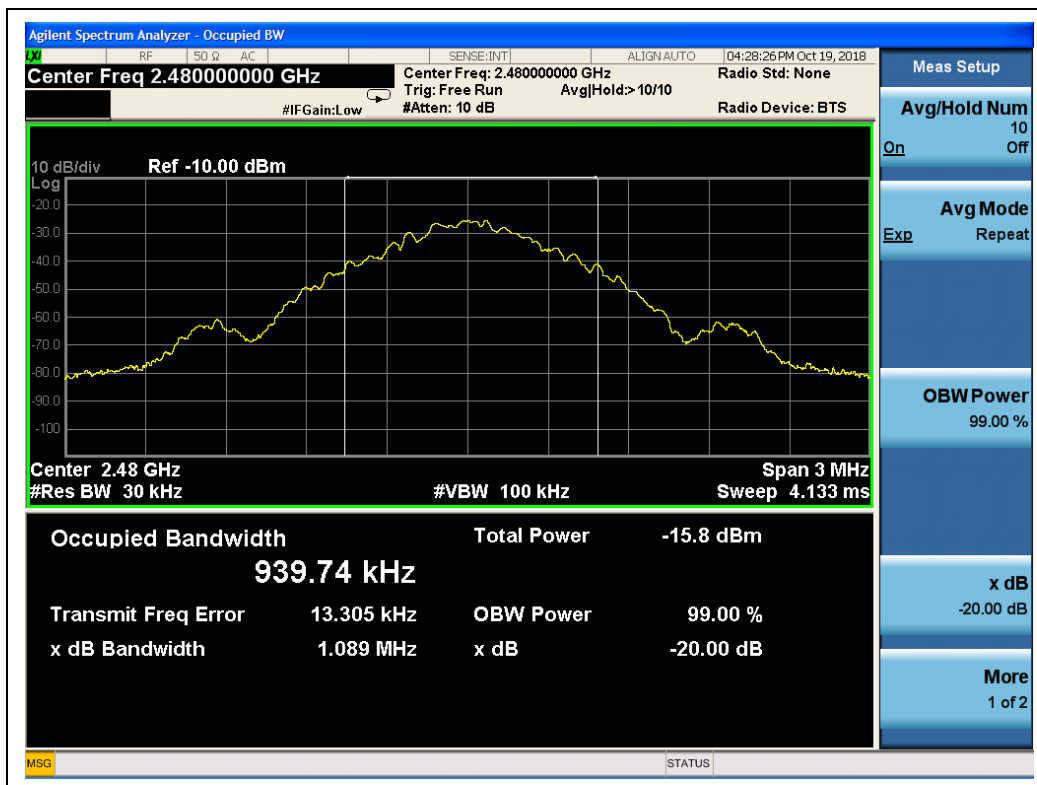 Agilent Spectrum Analyzer - Occupied BW
LXI RF 50 Ω AC SENSE:INT ALIGN AUTO 04:28:26 PM Oct 19, 2018
Center Freq 2.480000000 GHz
Center Freq: 2.480000000 GHz
Radio Std: None
Trig: Free Run Avg|Hold:> 10/10
#IFGain:Low
#Atten: 10 dB
Radio Device: BTS
10 dB/div Ref -10.00 dBm
Log
-20.0
-30.0
-40.0
-50.0
-60.0
-70.0
-80.0
-90.0
-100
Center 2.48 GHz Span 3 MHz
#Res BW 30 kHz #VBW 100 kHz Sweep 4.133 ms
Occupied Bandwidth Total Power -15.8 dBm
939.74 kHz
Transmit Freq Error 13.305 kHz OBW Power 99.00 %
x dB Bandwidth 1.089 MHz x dB -20.00 dB
Meas Setup
Avg/Hold Num
10
On Off
Avg Mode
Exp Repeat
OBW Power
99.00 %
x dB
-20.00 dB
More
1 of 2
MSG STATUS